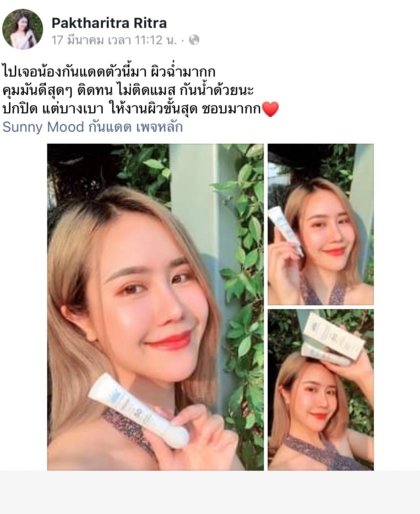 Paktharitra Ritra
17 มีนาคม เวลา 11:12 น. ·
ไปเจอน้องกันแดดตัวนี้มา ผิวฉ่ำมากก
คุมมันดีสุดๆ ติดทน ไม่ติดแมส กันน้ำด้วยนะ
ปกปิด แต่บางเบา ให้งานผิวขั้นสุด ชอบมากก❤️
Sunny Mood กันแดด เพจหลัก